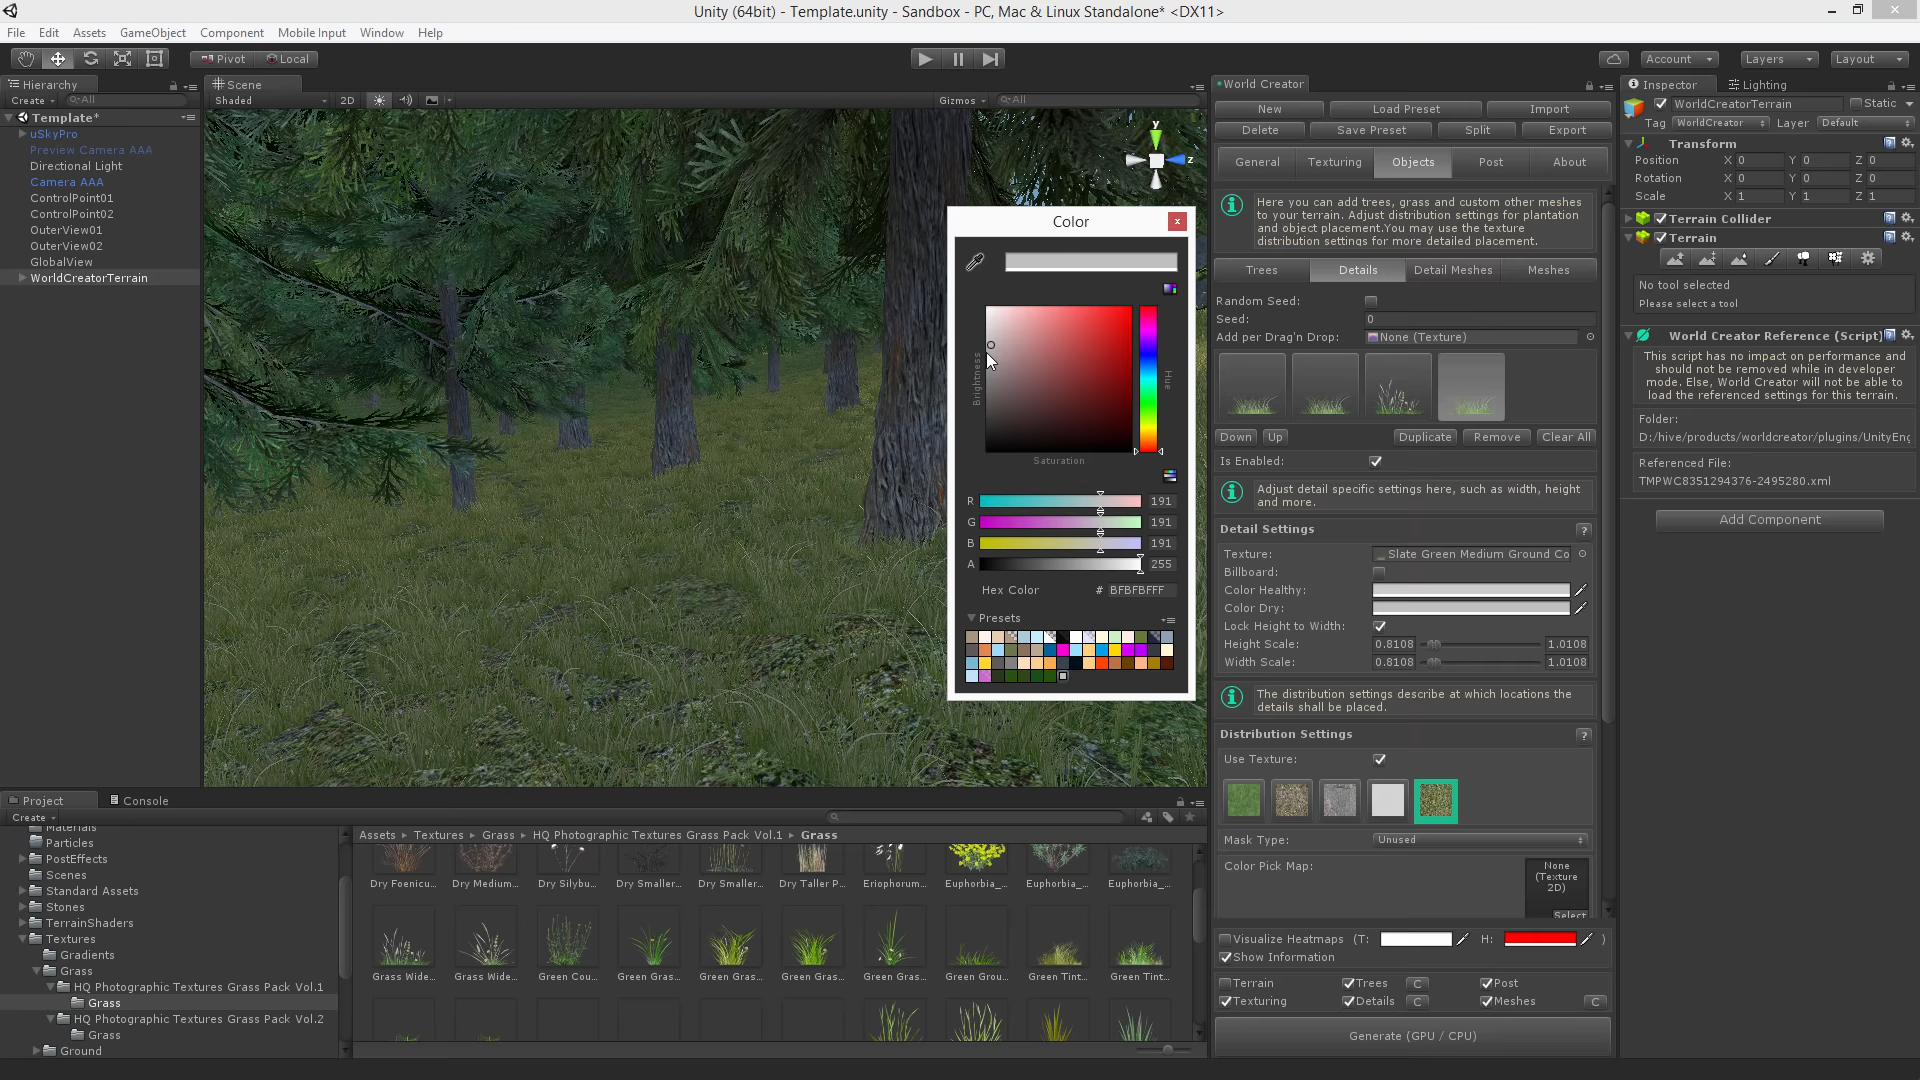 Unity (64bit) - Template.unity - Sandbox - PC, Mac & Linux Standalone* <DX11>
File Edit Assets GameObject Component Mobile Input Window Help
Pivot Local
Account Layers Layout
Hierarchy
Create All
Template*
uSkyPro
Preview Camera AAA
Directional Light
Camera AAA
ControlPoint01
ControlPoint02
OuterView01
OuterView02
GlobalView
WorldCreatorTerrain
Scene
Shaded 2D Gizmos All
y
z
Color
x
Brightness
Hue
Saturation
R 191
G 191
B 191
A 255
Hex Color # BFBFBFFF
Presets
World Creator
New Load Preset Import
Delete Save Preset Split Export
General Texturing Objects Post About
Here you can add trees, grass and custom other meshes
to your terrain. Adjust distribution settings for plantation
and object placement.You may use the texture
distribution settings for more detailed placement.
Trees Details Detail Meshes Meshes
Random Seed:
Seed: 0
Add per Drag'n Drop: None (Texture)
Down Up Duplicate Remove Clear All
Is Enabled:
Adjust detail specific settings here, such as width, height
and more.
Detail Settings ?
Texture: Slate Green Medium Ground Co
Billboard:
Color Healthy:
Color Dry:
Lock Height to Width:
Height Scale: 0.8108 1.0108
Width Scale: 0.8108 1.0108
The distribution settings describe at which locations the
details shall be placed.
Distribution Settings ?
Use Texture:
Mask Type: Unused
Color Pick Map: None
(Texture
2D)
Select
Visualize Heatmaps (T: H: )
Show Information
Terrain Trees C Post
Texturing Details C Meshes C
Generate (GPU / CPU)
Inspector Lighting
WorldCreatorTerrain Static
Tag WorldCreator Layer Default
Transform
Position X 0 Y 0 Z 0
Rotation X 0 Y 0 Z 0
Scale X 1 Y 1 Z 1
Terrain Collider
Terrain
No tool selected
Please select a tool
World Creator Reference (Script)
This script has no impact on performance and
should not be removed while in developer
mode. Else, World Creator will not be able to
load the referenced settings for this terrain.
Folder:
D:/hive/products/worldcreator/plugins/UnityEng
Referenced File:
TMPWC8351294376-2495280.xml
Add Component
Project Console
Create
Materials
Particles
PostEffects
Scenes
Standard Assets
Stones
TerrainShaders
Textures
Gradients
Grass
HQ Photographic Textures Grass Pack Vol.1
Grass
HQ Photographic Textures Grass Pack Vol.2
Grass
Ground
Assets Textures Grass HQ Photographic Textures Grass Pack Vol.1 Grass
Dry Foenicu... Dry Medium... Dry Silybu... Dry Smaller... Dry Smaller... Dry Taller P... Eriophorum... Euphorbia_... Euphorbia_... Euphorbia_...
Grass Wide... Grass Wide... Green Cou... Green Gras... Green Gras... Green Gras... Green Gras... Green Grou... Green Tint... Green Tint...